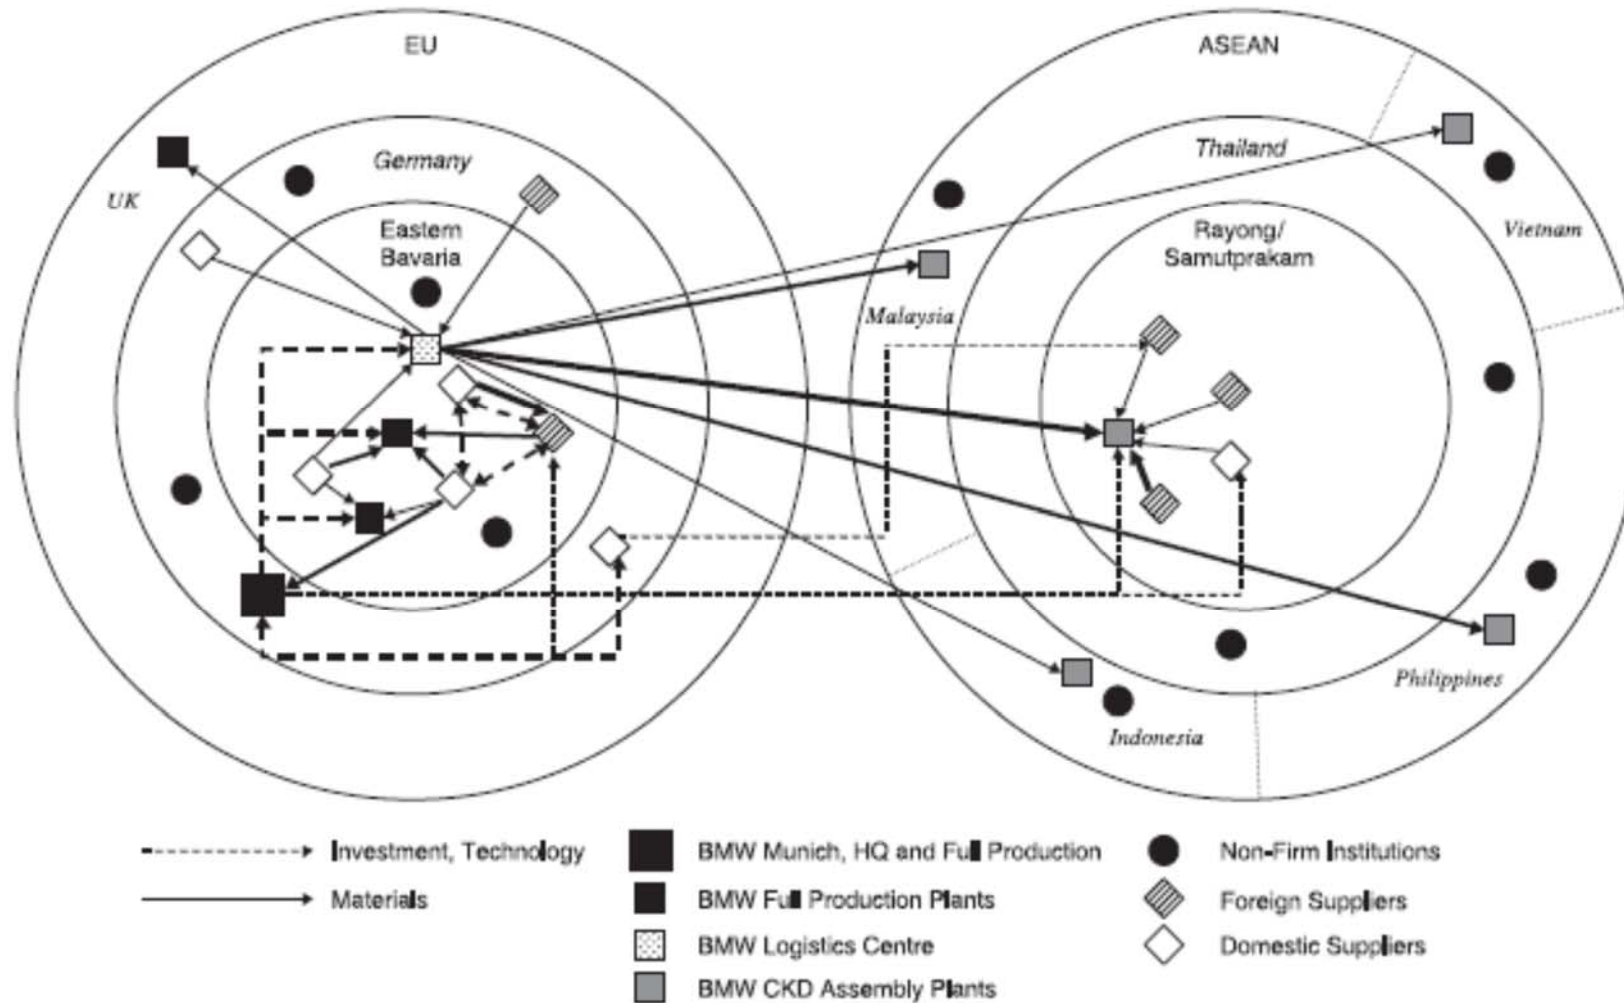 EU
ASEAN
Germany
Thailand
UK
Eastern
Bavaria
Rayong/
Samutprakarn
Vietnam
Malaysia
Philippines
Indonesia
Investment, Technology
Materials
BMW Munich, HQ and Full Production
BMW Full Production Plants
BMW Logistics Centre
BMW CKD Assembly Plants
Non-Firm Institutions
Foreign Suppliers
Domestic Suppliers